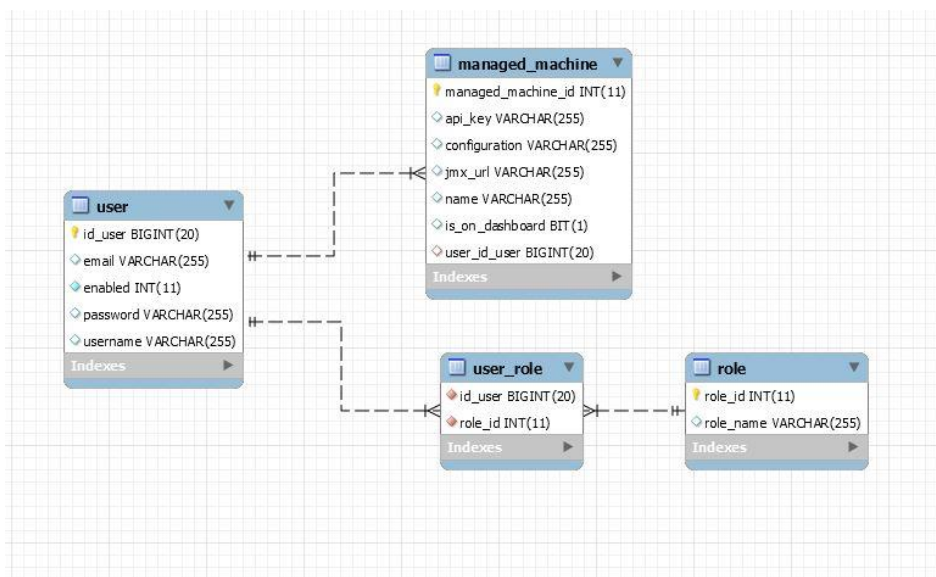 managed_machine
managed_machine_id INT(11)
api_key VARCHAR(255)
configuration VARCHAR(255)
jmx_url VARCHAR(255)
name VARCHAR(255)
is_on_dashboard BIT(1)
user_id_user BIGINT(20)
Indexes
user
id_user BIGINT(20)
email VARCHAR(255)
enabled INT(11)
password VARCHAR(255)
username VARCHAR(255)
Indexes
user_role
id_user BIGINT(20)
role_id INT(11)
Indexes
role
role_id INT(11)
role_name VARCHAR(255)
Indexes